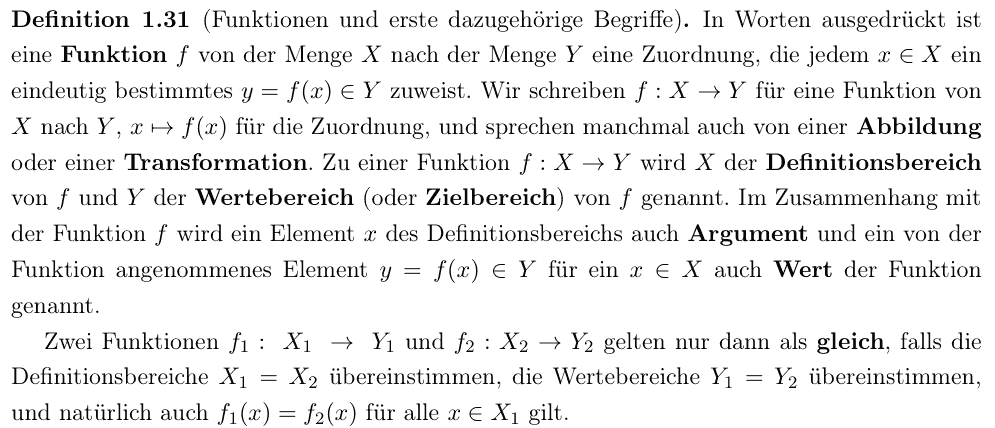 Definition 1.31 (Funktionen und erste dazugehörige Begriffe). In Worten ausgedrückt ist
eine Funktion f von der Menge X nach der Menge Y eine Zuordnung, die jedem x ∈ X ein
eindeutig bestimmtes y = f(x) ∈ Y zuweist. Wir schreiben f : X → Y für eine Funktion von
X nach Y, x ↦ f(x) für die Zuordnung, und sprechen manchmal auch von einer Abbildung
oder einer Transformation. Zu einer Funktion f : X → Y wird X der Definitionsbereich
von f und Y der Wertebereich (oder Zielbereich) von f genannt. Im Zusammenhang mit
der Funktion f wird ein Element x des Definitionsbereichs auch Argument und ein von der
Funktion angenommenes Element y = f(x) ∈ Y für ein x ∈ X auch Wert der Funktion
genannt.
Zwei Funktionen f₁ : X₁ → Y₁ und f₂ : X₂ → Y₂ gelten nur dann als gleich, falls die
Definitionsbereiche X₁ = X₂ übereinstimmen, die Wertebereiche Y₁ = Y₂ übereinstimmen,
und natürlich auch f₁(x) = f₂(x) für alle x ∈ X₁ gilt.